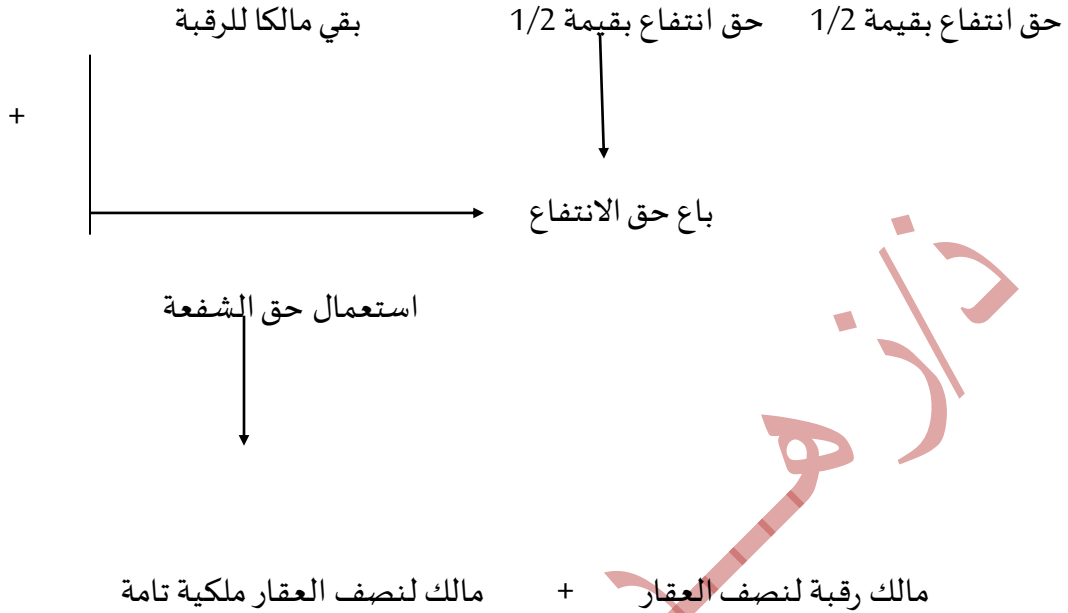 حق انتفاع بقيمة 1/2 حق انتفاع بقيمة 1/2 بقي مالكا للرقبة
+
باع حق الانتفاع
استعمال حق الشفعة
مالك رقبة لنصف العقار + مالك لنصف العقار ملكية تامة